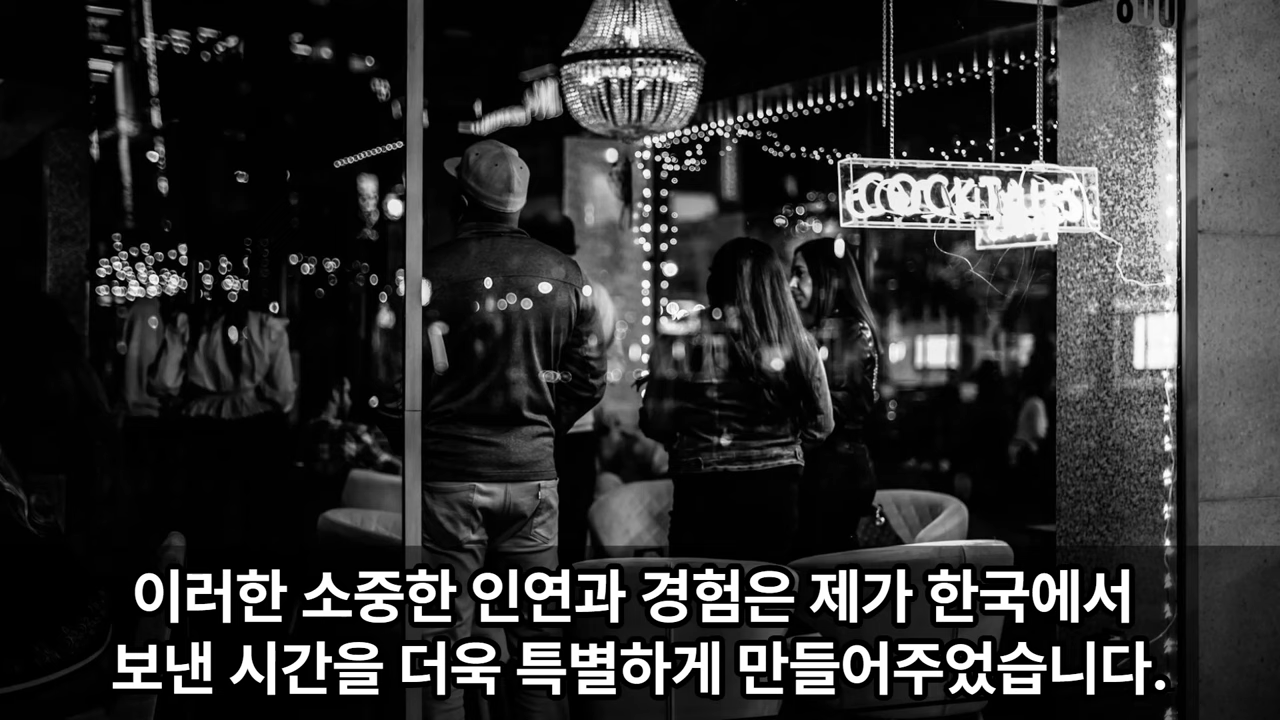 800
COCKTAILS
이러한 소중한 인연과 경험은 제가 한국에서
보낸 시간을 더욱 특별하게 만들어주었습니다.